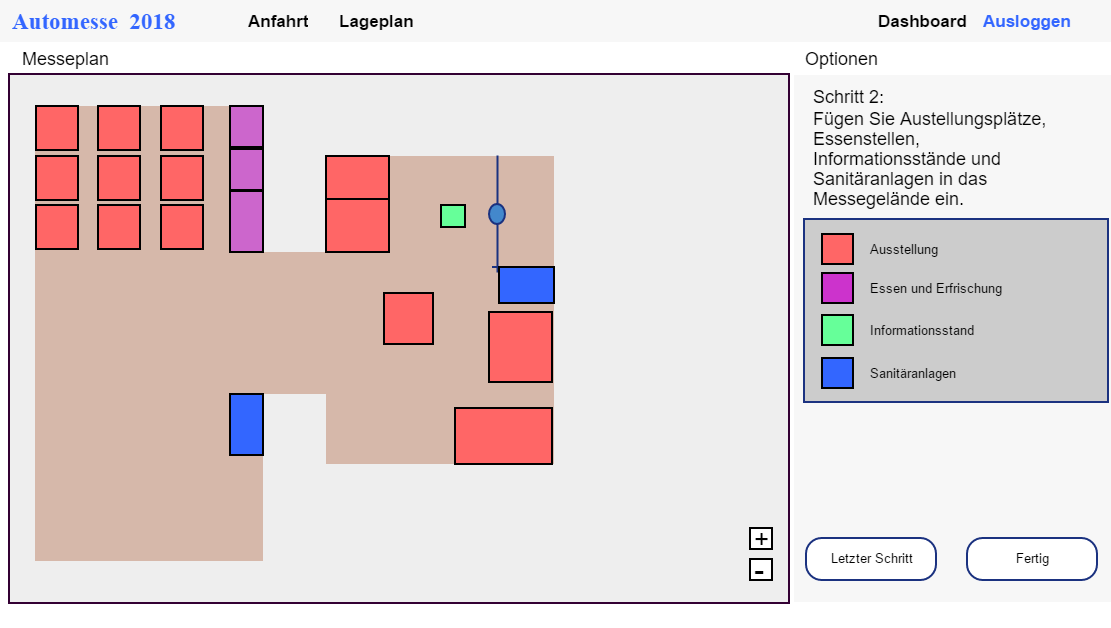 Automesse 2018 Anfahrt Lageplan Dashboard Ausloggen
Messeplan
Optionen
Schritt 2:
Fügen Sie Austellungsplätze,
Essenstellen,
Informationsstände und
Sanitäranlagen in das
Messegelände ein.
Ausstellung
Essen und Erfrischung
Informationsstand
Sanitäranlagen
+
-
Letzter Schritt
Fertig